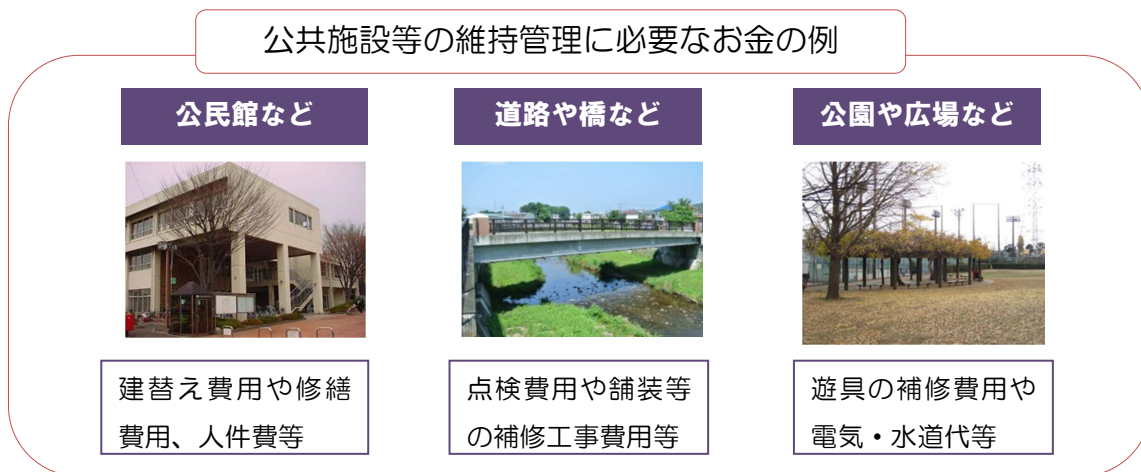 公共施設等の維持管理に必要なお金の例
公民館など
道路や橋など
公園や広場など
建替え費用や修繕
費用、人件費等
点検費用や舗装等
の補修工事費用等
遊具の補修費用や
電気・水道代等